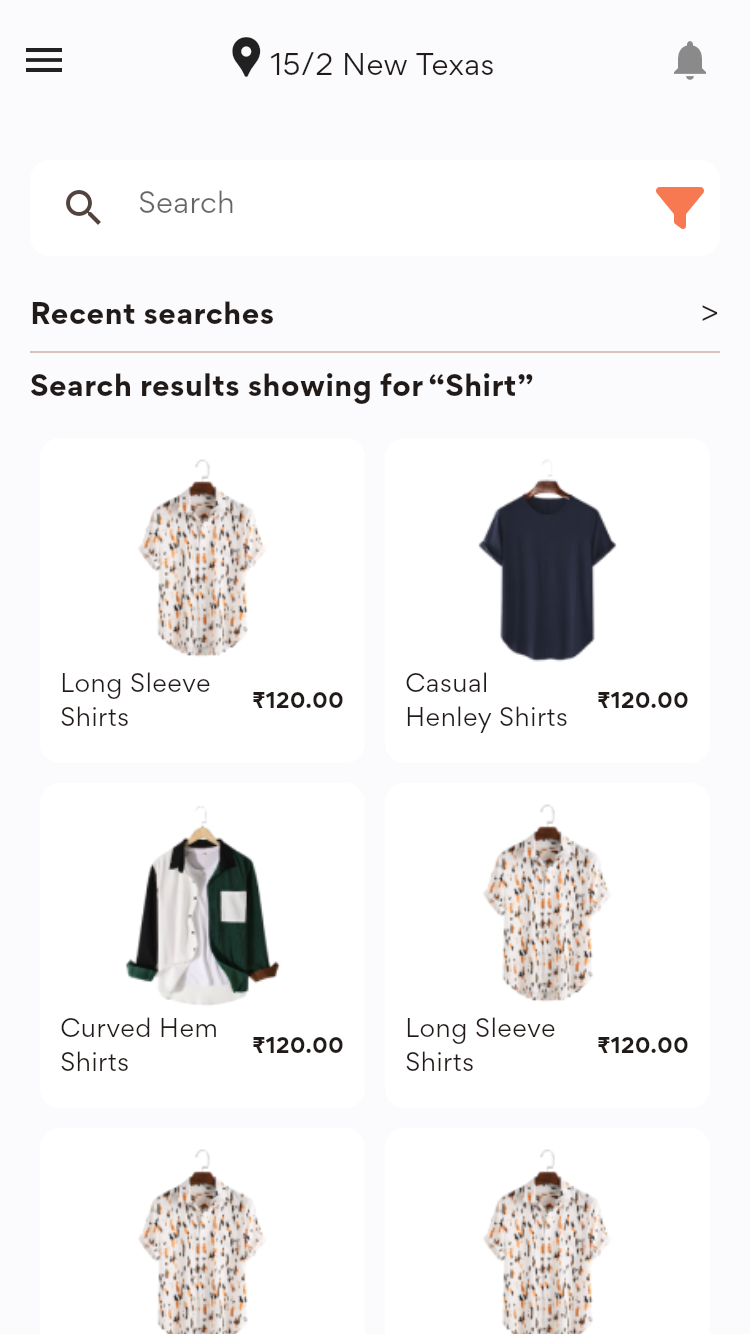 15/2 New Texas
Search
Recent searches >
Search results showing for “Shirt”
Long Sleeve
Shirts
₹120.00
Casual
Henley Shirts
₹120.00
Curved Hem
Shirts
₹120.00
Long Sleeve
Shirts
₹120.00